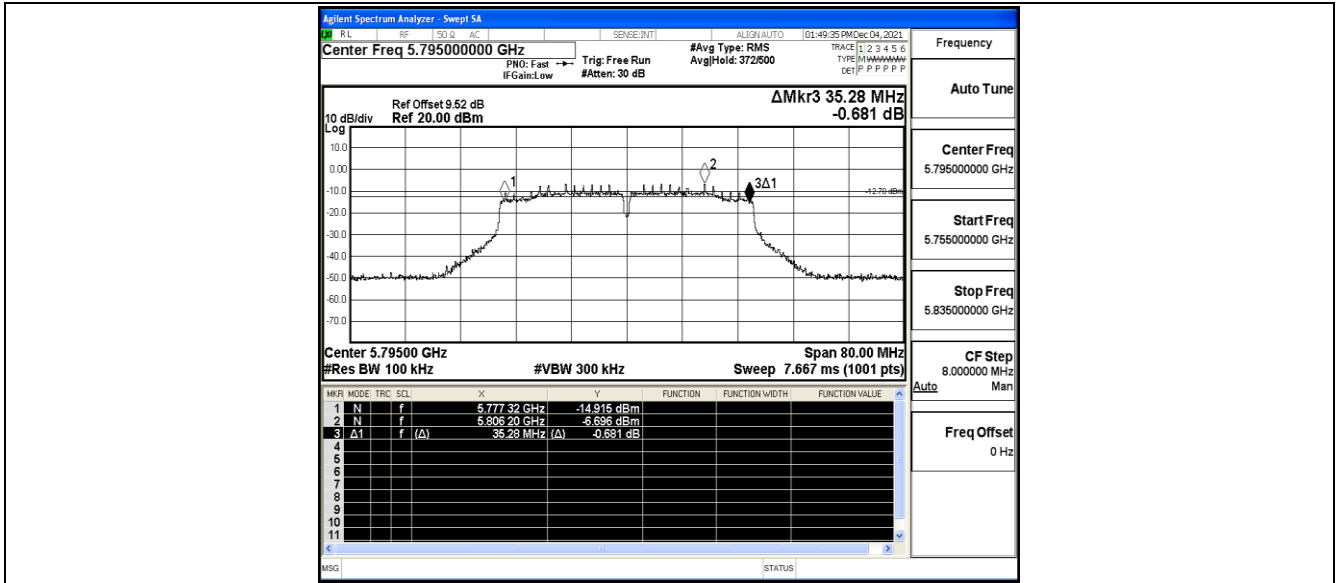 Agilent Spectrum Analyzer - Swept SA
RL RF 50 Ω AC SENSE:INT ALIGN AUTO 01:49:35 PM Dec 04, 2021
Center Freq 5.795000000 GHz
PNO: Fast
IFGain:Low
Trig: Free Run
#Atten: 30 dB
#Avg Type: RMS
Avg|Hold: 372/500
TRACE 1 2 3 4 5 6
TYPE M WWWWW
DET P P P P P P
Frequency
Auto Tune
Center Freq
5.795000000 GHz
Start Freq
5.755000000 GHz
Stop Freq
5.835000000 GHz
CF Step
8.000000 MHz
Auto Man
Freq Offset
0 Hz
ΔMkr3 35.28 MHz
-0.681 dB
Ref Offset 9.52 dB
10 dB/div Ref 20.00 dBm
Log
10.0
0.00
-10.0
-20.0
-30.0
-40.0
-50.0
-60.0
-70.0
1
2
3Δ1
-12.70 dBm
Center 5.79500 GHz Span 80.00 MHz
#Res BW 100 kHz #VBW 300 kHz Sweep 7.667 ms (1001 pts)
MKR MODE TRC SCL X Y FUNCTION FUNCTION WIDTH FUNCTION VALUE
1 N f 5.777 32 GHz -14.915 dBm
2 N f 5.806 20 GHz -6.696 dBm
3 Δ1 f (Δ) 35.28 MHz (Δ) -0.681 dB
4
5
6
7
8
9
10
11
MSG STATUS